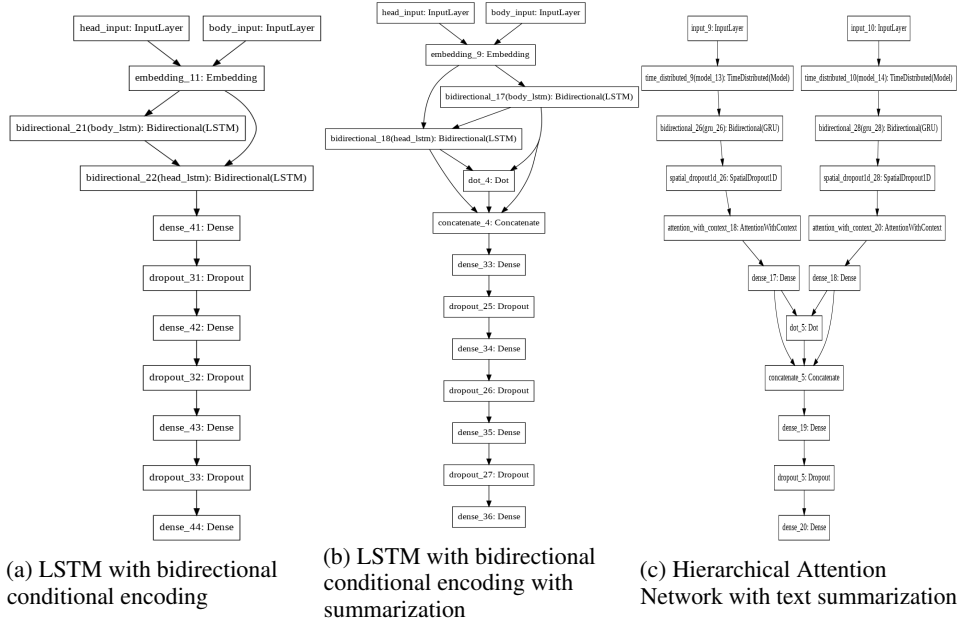 head_input: InputLayer
body_input: InputLayer
embedding_11: Embedding
bidirectional_21(body_lstm): Bidirectional(LSTM)
bidirectional_22(head_lstm): Bidirectional(LSTM)
dense_41: Dense
dropout_31: Dropout
dense_42: Dense
dropout_32: Dropout
dense_43: Dense
dropout_33: Dropout
dense_44: Dense
(a) LSTM with bidirectional
conditional encoding
head_input: InputLayer
body_input: InputLayer
embedding_9: Embedding
bidirectional_17(body_lstm): Bidirectional(LSTM)
bidirectional_18(head_lstm): Bidirectional(LSTM)
dot_4: Dot
concatenate_4: Concatenate
dense_33: Dense
dropout_25: Dropout
dense_34: Dense
dropout_26: Dropout
dense_35: Dense
dropout_27: Dropout
dense_36: Dense
(b) LSTM with bidirectional
conditional encoding with
summarization
input_9: InputLayer
input_10: InputLayer
time_distributed_9(model_13): TimeDistributed(Model)
time_distributed_10(model_14): TimeDistributed(Model)
bidirectional_26(gru_26): Bidirectional(GRU)
bidirectional_28(gru_28): Bidirectional(GRU)
spatial_dropout1d_26: SpatialDropout1D
spatial_dropout1d_28: SpatialDropout1D
attention_with_context_18: AttentionWithContext
attention_with_context_20: AttentionWithContext
dense_17: Dense
dense_18: Dense
dot_5: Dot
concatenate_5: Concatenate
dense_19: Dense
dropout_5: Dropout
dense_20: Dense
(c) Hierarchical Attention
Network with text summarization